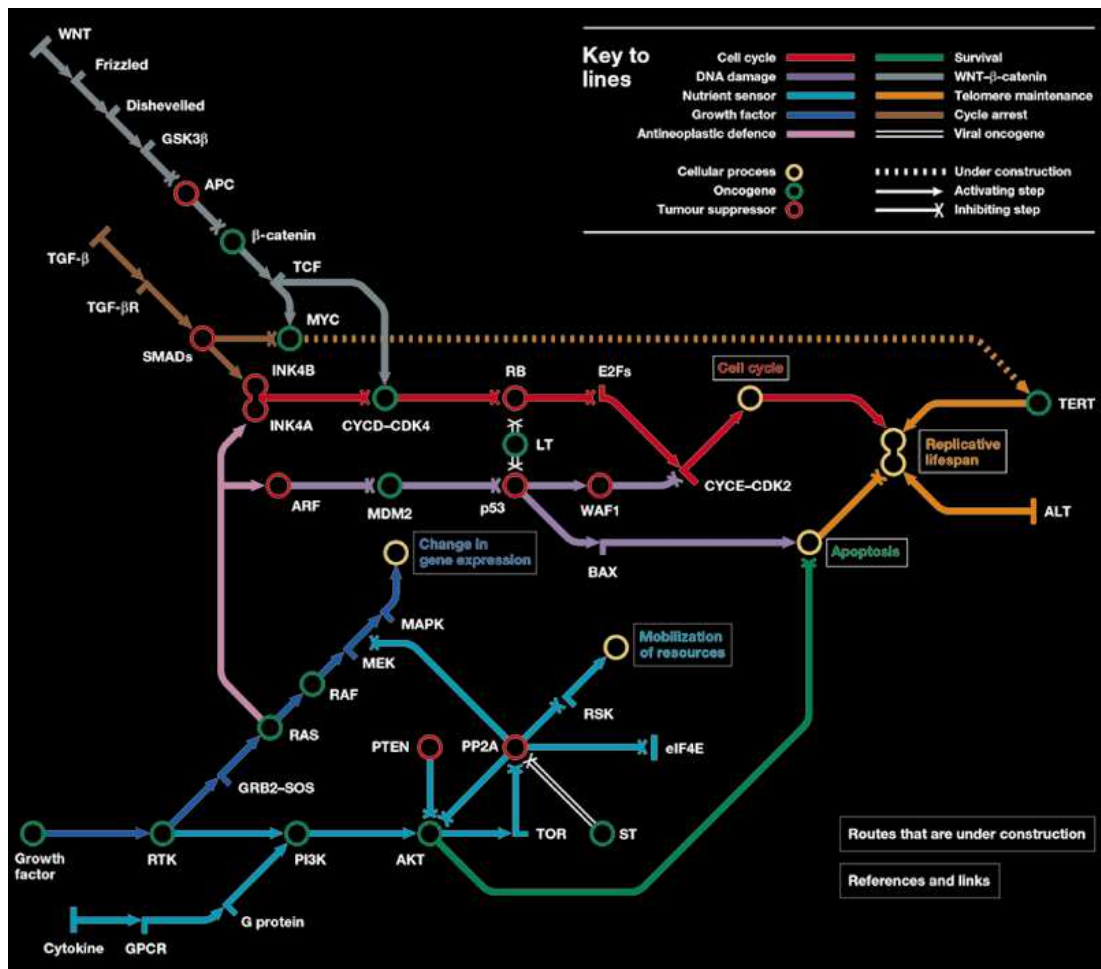 WNT
Frizzled
Dishevelled
GSK3β
APC
β-catenin
TCF
TGF-β
TGF-βR
SMADs
MYC
INK4B
INK4A
CYCD–CDK4
RB
E2Fs
Cell cycle
TERT
LT
Replicative
lifespan
ARF
MDM2
p53
WAF1
CYCE–CDK2
ALT
Change in
gene expression
BAX
Apoptosis
MAPK
MEK
Mobilization
of resources
RAF
RSK
RAS
PTEN
PP2A
eIF4E
GRB2–SOS
Growth
factor
RTK
PI3K
AKT
TOR
ST
G protein
Cytokine
GPCR
Key to
lines
Cell cycle
DNA damage
Nutrient sensor
Growth factor
Antineoplastic defence
Survival
WNT–β-catenin
Telomere maintenance
Cycle arrest
Viral oncogene
Cellular process
Oncogene
Tumour suppressor
Under construction
Activating step
Inhibiting step
Routes that are under construction
References and links